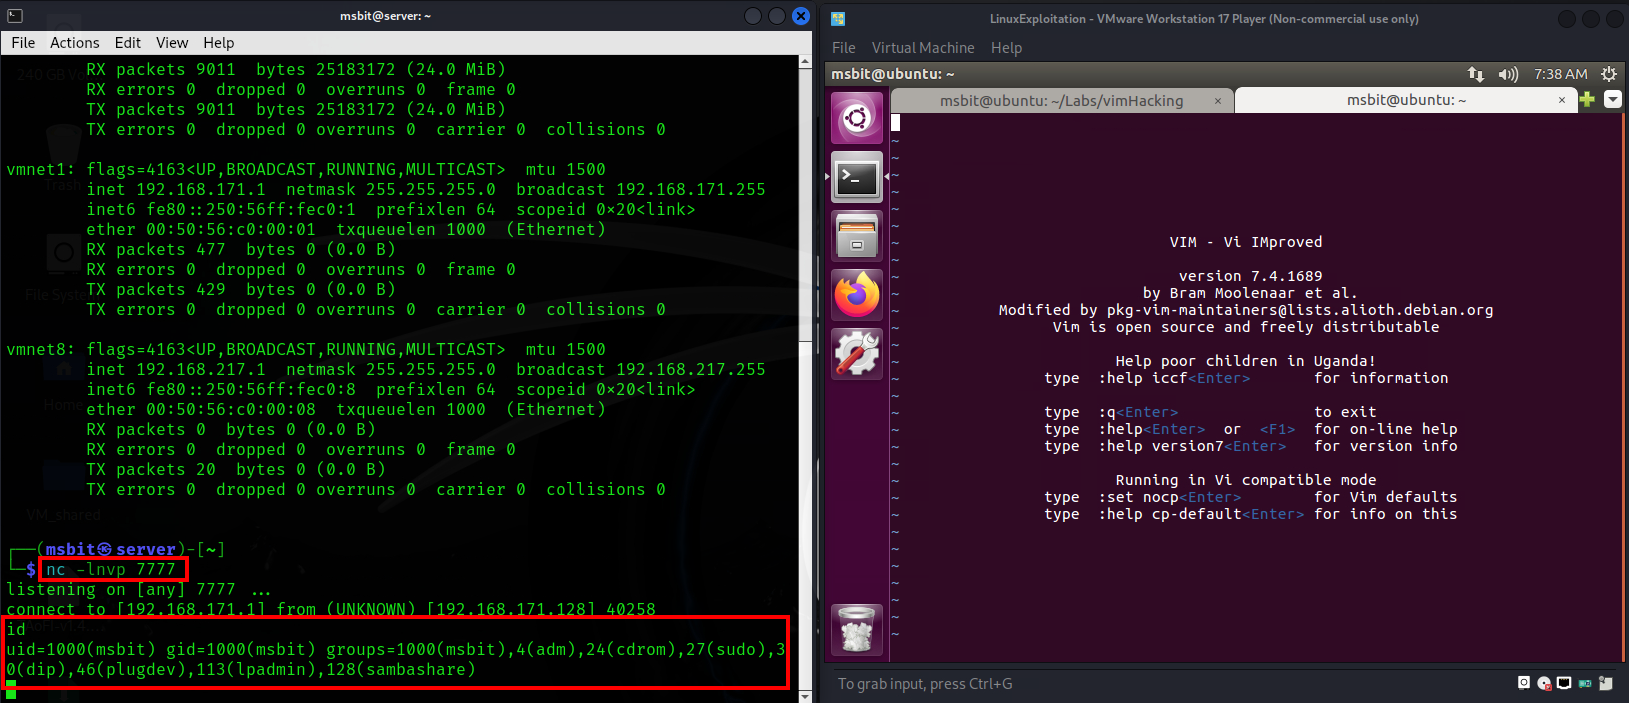 msbit@server: ~
File Actions Edit View Help
RX packets 9011 bytes 25183172 (24.0 MiB)
RX errors 0 dropped 0 overruns 0 frame 0
TX packets 9011 bytes 25183172 (24.0 MiB)
TX errors 0 dropped 0 overruns 0 carrier 0 collisions 0
vmnet1: flags=4163<UP,BROADCAST,RUNNING,MULTICAST> mtu 1500
inet 192.168.171.1 netmask 255.255.255.0 broadcast 192.168.171.255
inet6 fe80::250:56ff:fec0:1 prefixlen 64 scopeid 0×20<link>
ether 00:50:56:c0:00:01 txqueuelen 1000 (Ethernet)
RX packets 477 bytes 0 (0.0 B)
RX errors 0 dropped 0 overruns 0 frame 0
TX packets 429 bytes 0 (0.0 B)
TX errors 0 dropped 0 overruns 0 carrier 0 collisions 0
vmnet8: flags=4163<UP,BROADCAST,RUNNING,MULTICAST> mtu 1500
inet 192.168.217.1 netmask 255.255.255.0 broadcast 192.168.217.255
inet6 fe80::250:56ff:fec0:8 prefixlen 64 scopeid 0×20<link>
ether 00:50:56:c0:00:08 txqueuelen 1000 (Ethernet)
RX packets 0 bytes 0 (0.0 B)
RX errors 0 dropped 0 overruns 0 frame 0
TX packets 20 bytes 0 (0.0 B)
TX errors 0 dropped 0 overruns 0 carrier 0 collisions 0
┌──(msbit㉿server)-[~]
└─$ nc -lnvp 7777
listening on [any] 7777 ...
connect to [192.168.171.1] from (UNKNOWN) [192.168.171.128] 40258
id
uid=1000(msbit) gid=1000(msbit) groups=1000(msbit),4(adm),24(cdrom),27(sudo),3
0(dip),46(plugdev),113(lpadmin),128(sambashare)
Trash
File System
Home
VM_shared
LinuxExploitation - VMware Workstation 17 Player (Non-commercial use only)
File Virtual Machine Help
msbit@ubuntu: ~ 7:38 AM
msbit@ubuntu: ~/Labs/vimHacking × msbit@ubuntu: ~ ×
VIM - Vi IMproved
version 7.4.1689
by Bram Moolenaar et al.
Modified by pkg-vim-maintainers@lists.alioth.debian.org
Vim is open source and freely distributable
Help poor children in Uganda!
type :help iccf<Enter> for information
type :q<Enter> to exit
type :help<Enter> or <F1> for on-line help
type :help version7<Enter> for version info
Running in Vi compatible mode
type :set nocp<Enter> for Vim defaults
type :help cp-default<Enter> for info on this
To grab input, press Ctrl+G